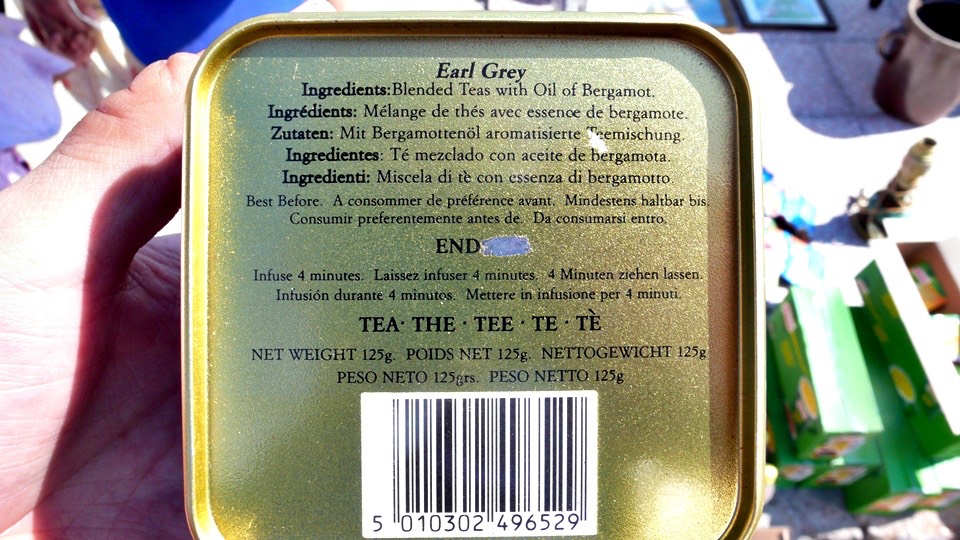 Earl Grey
Ingredients:Blended Teas with Oil of Bergamot.
Ingrédients: Mélange de thés avec essence de bergamote.
Zutaten: Mit Bergamottenöl aromatisierte Teemischung.
Ingredientes: Té mezclado con aceite de bergamota.
Ingredienti: Miscela di tè con essenza di bergamotto.
Best Before. A consommer de préférence avant. Mindestens haltbar bis.
Consumir preferentemente antes de. Da consumarsi entro.
END
Infuse 4 minutes. Laissez infuser 4 minutes. 4 Minuten ziehen lassen.
Infusión durante 4 minutos. Mettere in infusione per 4 minuti.
TEA· THE · TEE · TE · TÈ
NET WEIGHT 125g. POIDS NET 125g. NETTOGEWICHT 125g
PESO NETO 125grs. PESO NETTO 125g
5 010302 496529